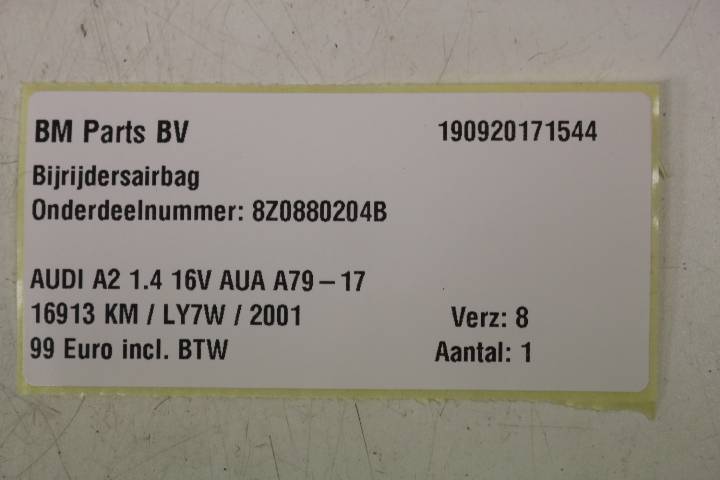 BM Parts BV 190920171544
Bijrijdersairbag
Onderdeelnummer: 8Z0880204B
AUDI A2 1.4 16V AUA A79 – 17
16913 KM / LY7W / 2001 Verz: 8
99 Euro incl. BTW Aantal: 1